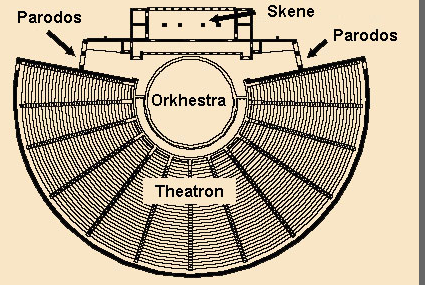 Skene
Parodos
Parodos
Orkhestra
Theatron